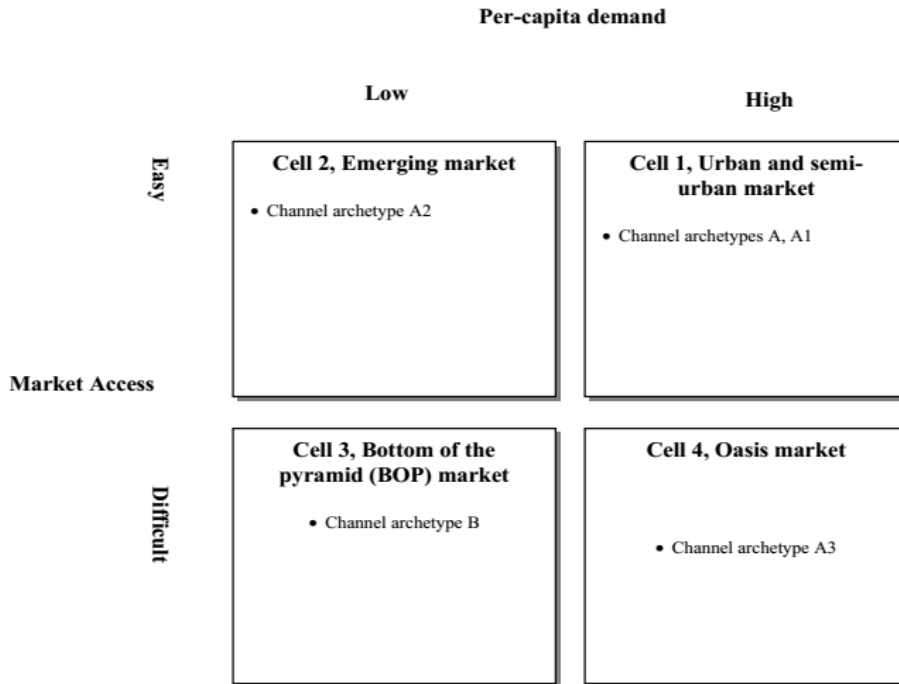 Per-capita demand
Low
High
Easy
Cell 2, Emerging market
• Channel archetype A2
Cell 1, Urban and semi-
urban market
• Channel archetypes A, A1
Market Access
Difficult
Cell 3, Bottom of the
pyramid (BOP) market
• Channel archetype B
Cell 4, Oasis market
• Channel archetype A3